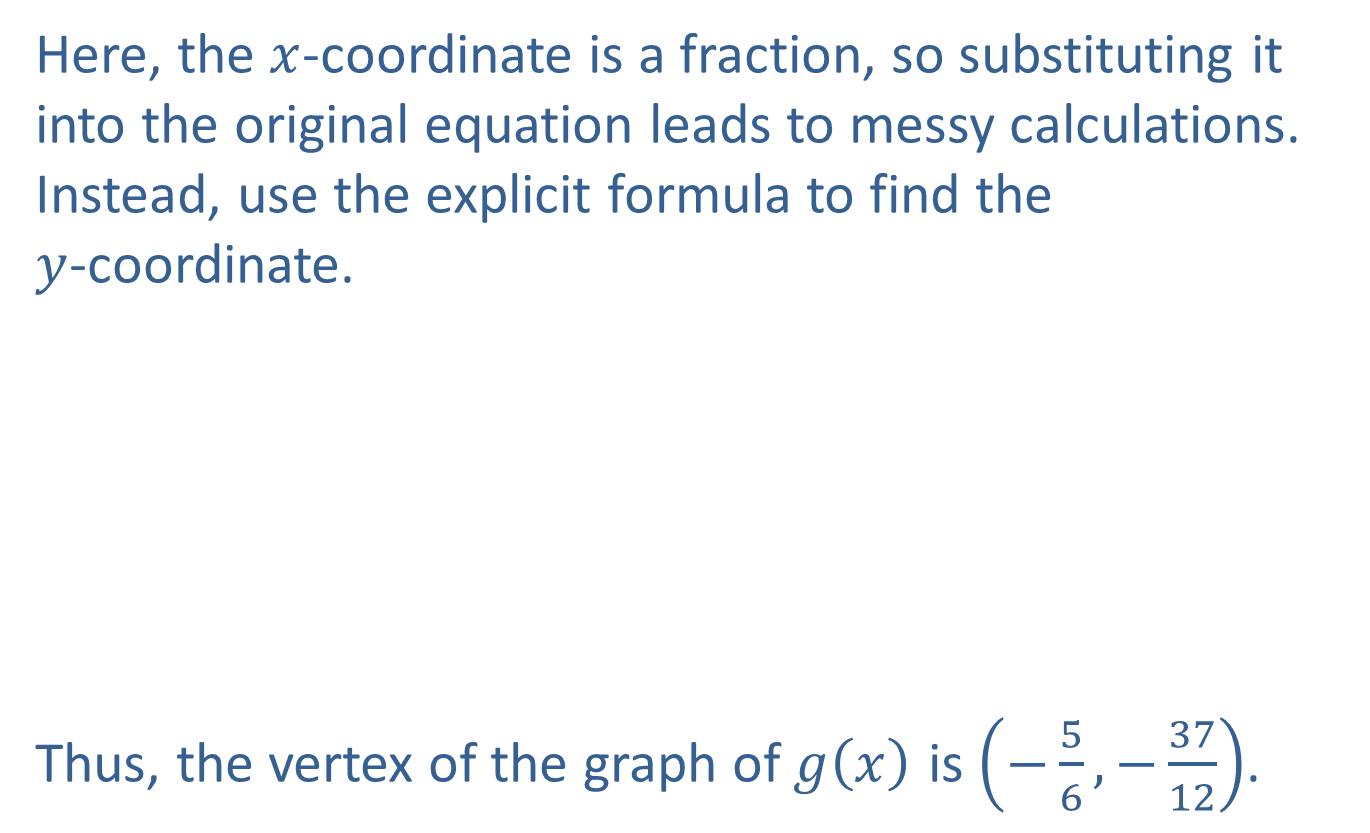 Here, the x-coordinate is a fraction, so substituting it
into the original equation leads to messy calculations.
Instead, use the explicit formula to find the
y-coordinate.
Thus, the vertex of the graph of g(x) is (−5/6, −37/12).